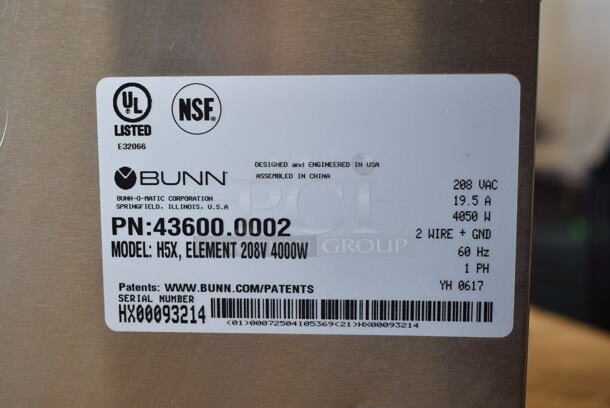 UL
LISTED
E32066
NSF®
DESIGNED and ENGINEERED IN USA
ASSEMBLED IN CHINA
BUNN®
BUNN-O-MATIC CORPORATION
SPRINGFIELD, ILLINOIS, U.S.A
PN:43600.0002
MODEL: H5X, ELEMENT 208V 4000W
208 VAC
19.5 A
4050 W
2 WIRE + GND
60 Hz
1 PH
PCI
GROUP
Patents: WWW.BUNN.COM/PATENTS
YH 0617
SERIAL NUMBER
HX00093214
(01)00072504105369(21)HX00093214